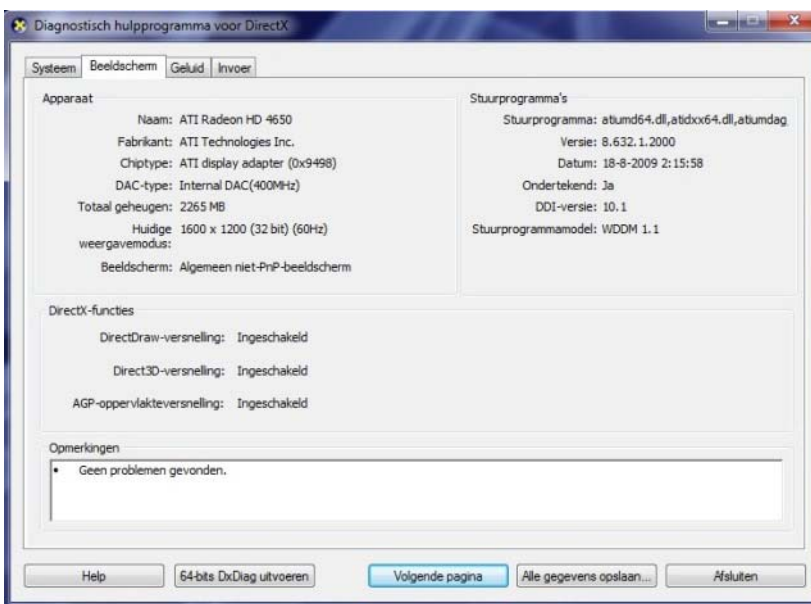 Diagnostisch hulpprogramma voor DirectX
Systeem Beeldscherm Geluid Invoer
Apparaat
Naam: ATI Radeon HD 4650
Fabrikant: ATI Technologies Inc.
Chiptype: ATI display adapter (0x9498)
DAC-type: Internal DAC(400MHz)
Totaal geheugen: 2265 MB
Huidige weergavemodus: 1600 x 1200 (32 bit) (60Hz)
Beeldscherm: Algemeen niet-PnP-beeldscherm
Stuurprogramma's
Stuurprogramma: atiumd64.dll,atidxx64.dll,atiumdag
Versie: 8.632.1.2000
Datum: 18-8-2009 2:15:58
Ondertekend: Ja
DDI-versie: 10.1
Stuurprogrammamodel: WDDM 1.1
DirectX-functies
DirectDraw-versnelling: Ingeschakeld
Direct3D-versnelling: Ingeschakeld
AGP-oppervlakteversnelling: Ingeschakeld
Opmerkingen
• Geen problemen gevonden.
Help 64-bits DxDiag uitvoeren Volgende pagina Alle gegevens opslaan... Afsluiten